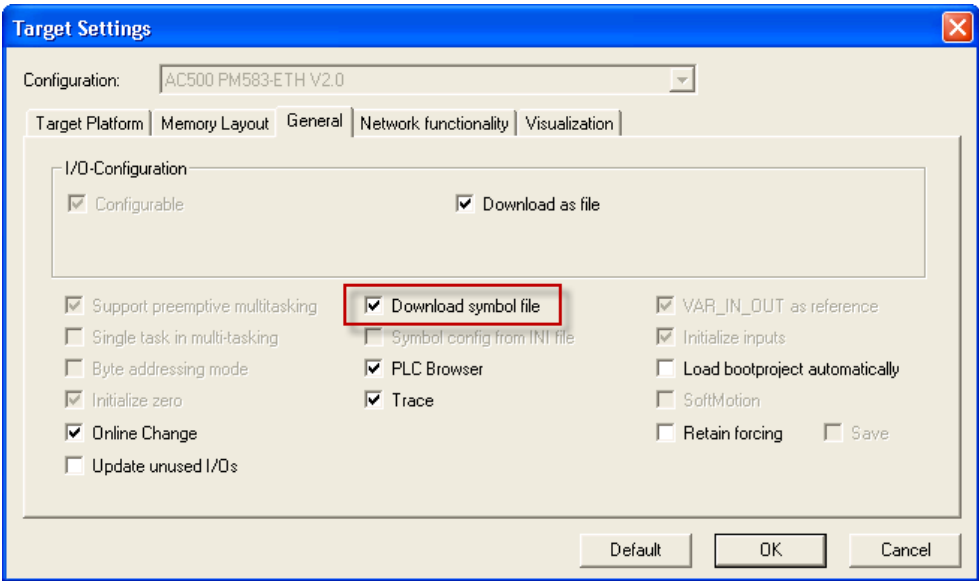 Target Settings
Configuration: AC500 PM583-ETH V2.0
Target Platform Memory Layout General Network functionality Visualization
I/O-Configuration
Configurable Download as file
Support preemptive multitasking Download symbol file VAR_IN_OUT as reference
Single task in multi-tasking Symbol config from INI file Initialize inputs
Byte addressing mode PLC Browser Load bootproject automatically
Initialize zero Trace SoftMotion
Online Change Retain forcing Save
Update unused I/Os
Default OK Cancel